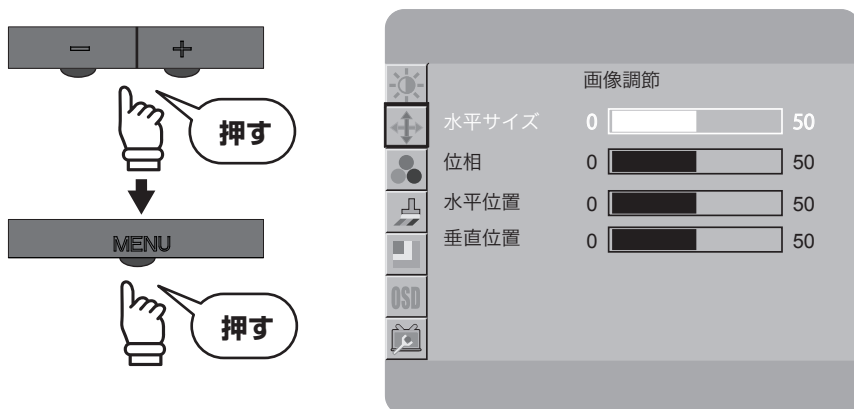 − +
押す
MENU
押す
画像調節
水平サイズ 0 50
位相 0 50
水平位置 0 50
垂直位置 0 50
OSD